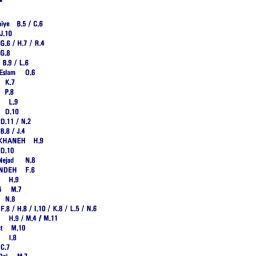 piye B.5 / C.6
J.10
G.6 / H.7 / R.4
G.8
B.9 / L.6
Eslam O.6
K.7
P.8
L.9
D.10
D.11 / N.2
B.8 / J.4
KHANEH H.9
D.10
Nejad N.8
NDEH F.6
H.9
M.7
N.8
F.8 / H.8 / I.10 / K.8 / L.5 / N.6
H.9 / M.4 / M.11
M.10
I.8
C.7